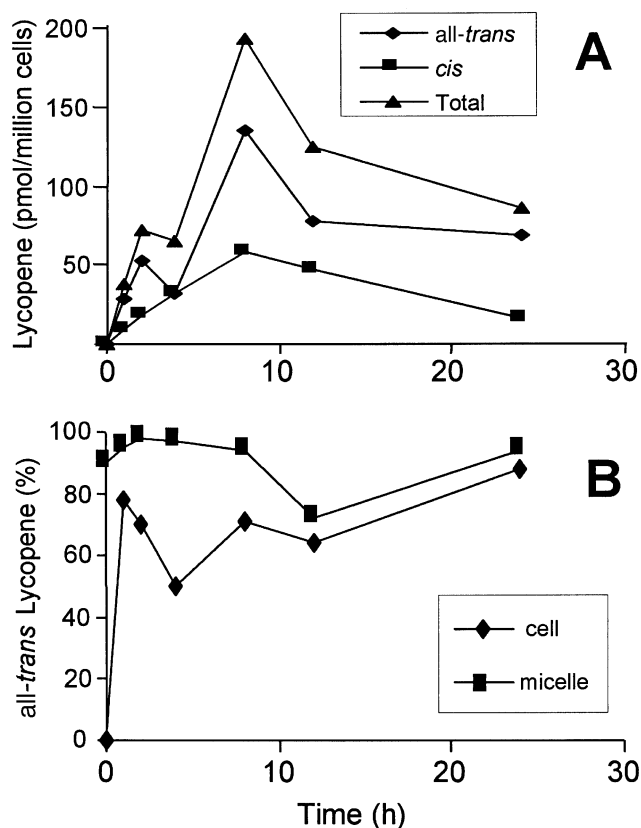 A
all-trans
cis
Total
Lycopene (pmol/million cells)
200
150
100
50
0
10
20
30
B
all-trans Lycopene (%)
100
80
60
40
20
0
cell
micelle
0
10
20
30
Time (h)